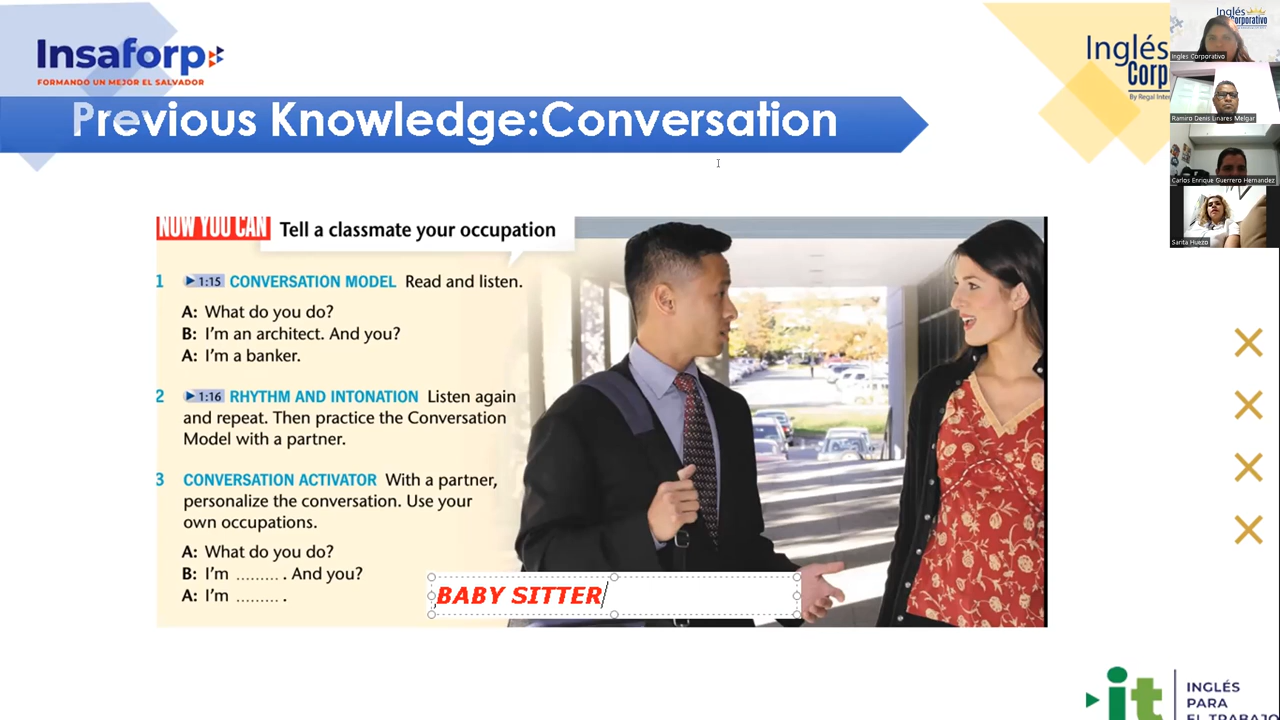 Insaforp
FORMANDO UN MEJOR EL SALVADOR
Previous Knowledge:Conversation
Inglés
Corp
By Regal Inter
Inglés
Corporativo
Ingles Corporativo
Ramiro Denis Linares Melgar
Carlos Enrique Guerrero Hernandez
Sarita Huezo
NOW YOU CAN Tell a classmate your occupation
1 1:15 CONVERSATION MODEL Read and listen.
A: What do you do?
B: I'm an architect. And you?
A: I'm a banker.
2 1:16 RHYTHM AND INTONATION Listen again
and repeat. Then practice the Conversation
Model with a partner.
3 CONVERSATION ACTIVATOR With a partner,
personalize the conversation. Use your
own occupations.
A: What do you do?
B: I'm ......... . And you?
A: I'm ......... .
BABY SITTER
it
INGLÉS
PARA
EL TRABAJO